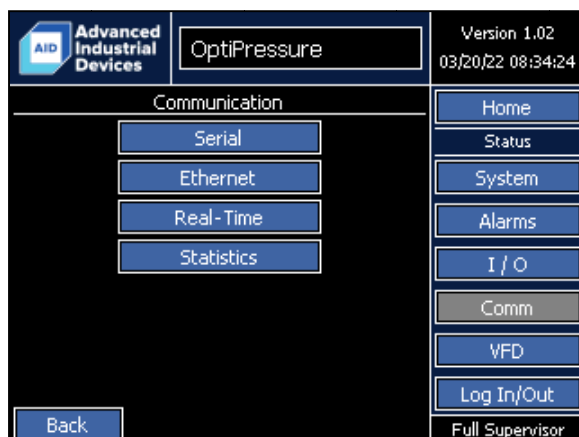 AID
Advanced
Industrial
Devices
OptiPressure
Version 1.02
03/20/22 08:34:24
Communication
Serial
Ethernet
Real-Time
Statistics
Back
Home
Status
System
Alarms
I / O
Comm
VFD
Log In/Out
Full Supervisor